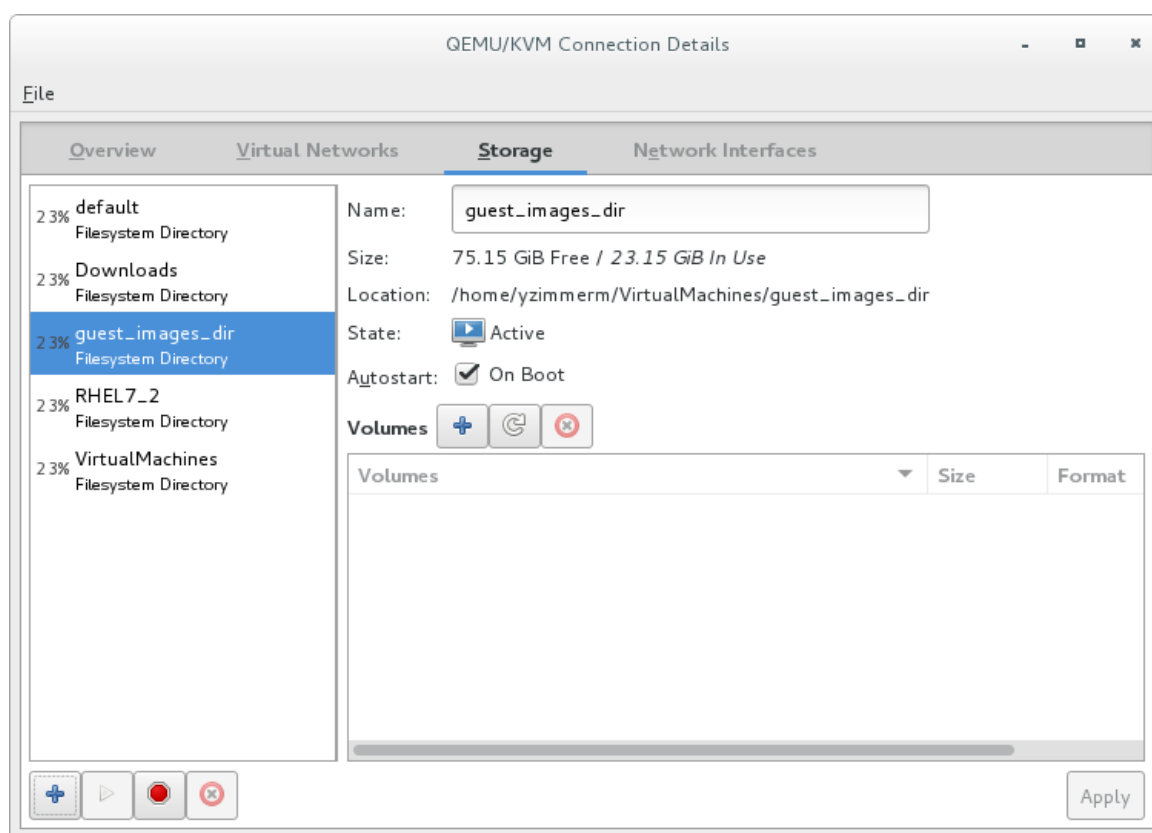 QEMU/KVM Connection Details
File
Overview Virtual Networks Storage Network Interfaces
23% default
Filesystem Directory
23% Downloads
Filesystem Directory
23% guest_images_dir
Filesystem Directory
23% RHEL7_2
Filesystem Directory
23% VirtualMachines
Filesystem Directory
Name: guest_images_dir
Size: 75.15 GiB Free / 23.15 GiB In Use
Location: /home/yzimmerm/VirtualMachines/guest_images_dir
State: Active
Autostart: On Boot
Volumes
Volumes Size Format
Apply